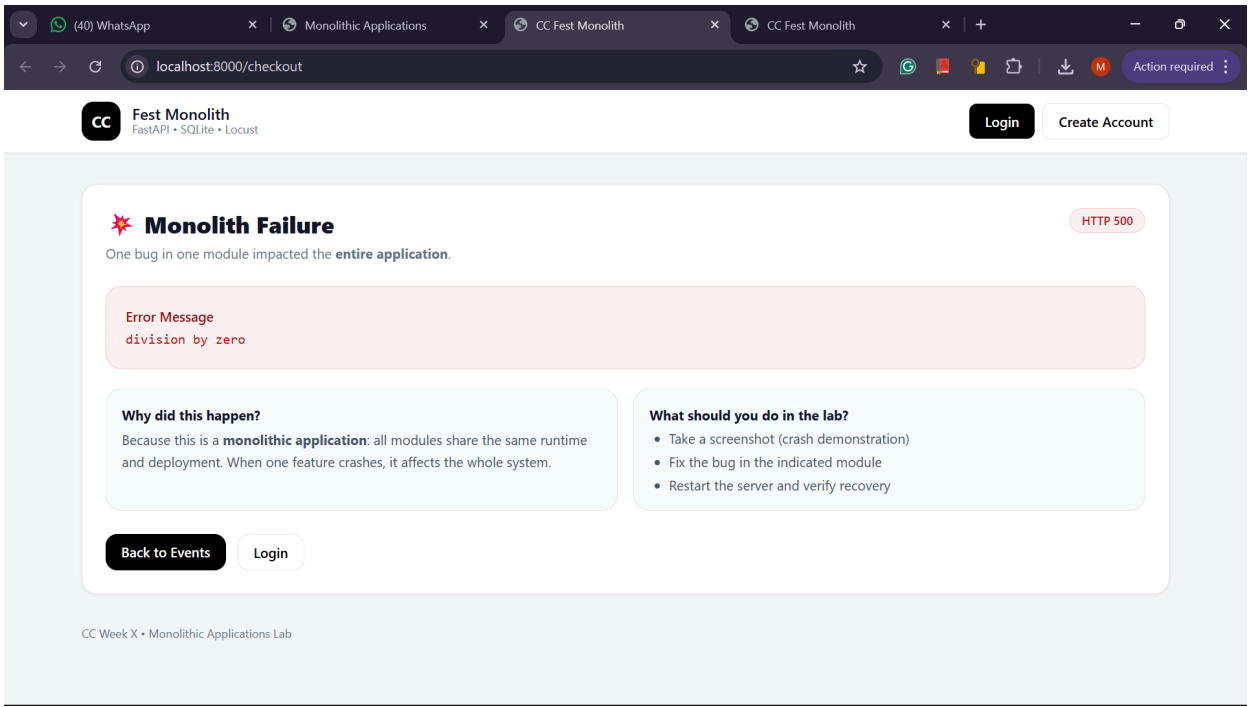 (40) WhatsApp
Monolithic Applications
CC Fest Monolith
CC Fest Monolith
localhost:8000/checkout
M
Action required
CC
Fest Monolith
FastAPI • SQLite • Locust
Login
Create Account
Monolith Failure
HTTP 500
One bug in one module impacted the entire application.
Error Message
division by zero
Why did this happen?
Because this is a monolithic application: all modules share the same runtime
and deployment. When one feature crashes, it affects the whole system.
What should you do in the lab?
• Take a screenshot (crash demonstration)
• Fix the bug in the indicated module
• Restart the server and verify recovery
Back to Events
Login
CC Week X • Monolithic Applications Lab